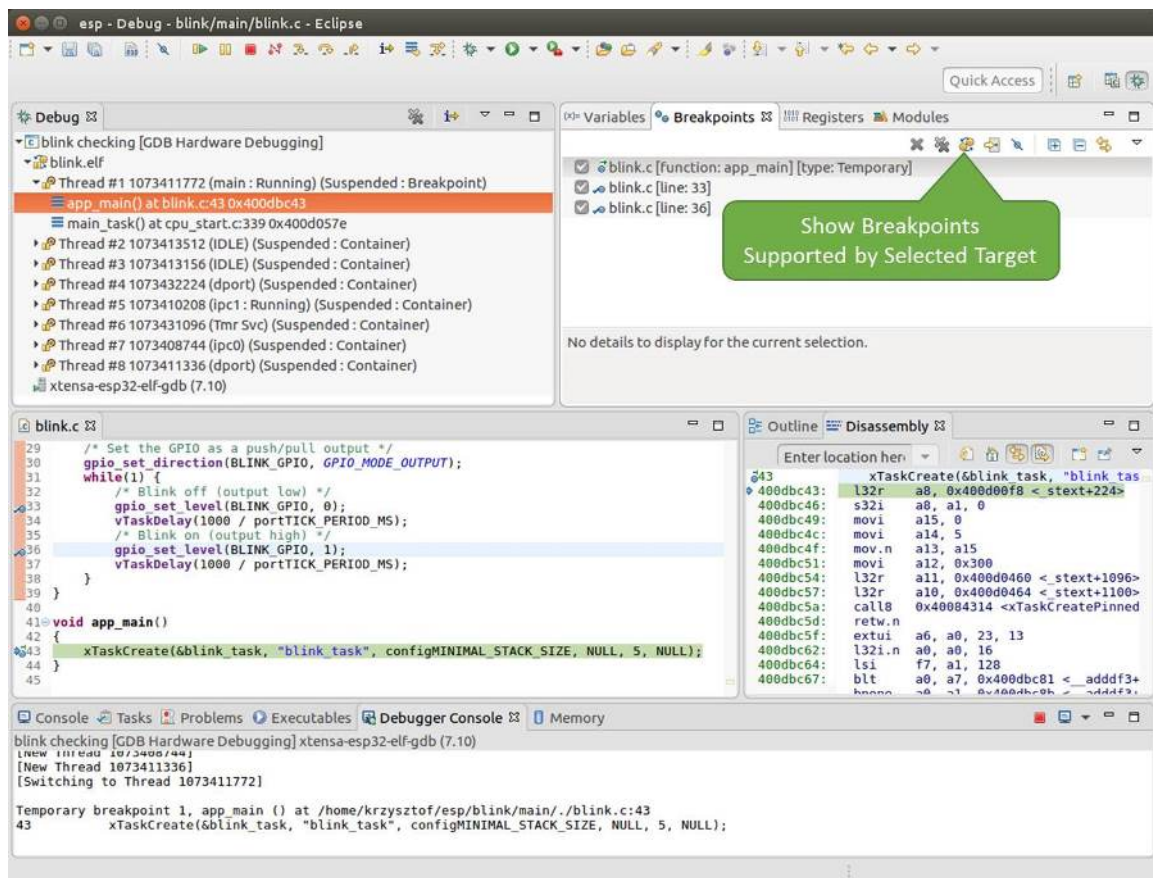 esp - Debug - blink/main/blink.c - Eclipse
Quick Access
Debug
blink checking [GDB Hardware Debugging]
blink.elf
Thread #1 1073411772 (main : Running) (Suspended : Breakpoint)
app_main() at blink.c:43 0x400dbc43
main_task() at cpu_start.c:339 0x400d057e
Thread #2 1073413512 (IDLE) (Suspended : Container)
Thread #3 1073413156 (IDLE) (Suspended : Container)
Thread #4 1073432224 (dport) (Suspended : Container)
Thread #5 1073410208 (ipc1 : Running) (Suspended : Container)
Thread #6 1073431096 (Tmr Svc) (Suspended : Container)
Thread #7 1073408744 (ipc0) (Suspended : Container)
Thread #8 1073411336 (dport) (Suspended : Container)
xtensa-esp32-elf-gdb (7.10)
(x)= Variables Breakpoints Registers Modules
blink.c [function: app_main] [type: Temporary]
blink.c [line: 33]
blink.c [line: 36]
Show Breakpoints
Supported by Selected Target
No details to display for the current selection.
blink.c
29 /* Set the GPIO as a push/pull output */
30 gpio_set_direction(BLINK_GPIO, GPIO_MODE_OUTPUT);
31 while(1) {
32 /* Blink off (output low) */
33 gpio_set_level(BLINK_GPIO, 0);
34 vTaskDelay(1000 / portTICK_PERIOD_MS);
35 /* Blink on (output high) */
36 gpio_set_level(BLINK_GPIO, 1);
37 vTaskDelay(1000 / portTICK_PERIOD_MS);
38 }
39 }
40
41 void app_main()
42 {
43 xTaskCreate(&blink_task, "blink_task", configMINIMAL_STACK_SIZE, NULL, 5, NULL);
44 }
45
Outline Disassembly
Enter location her
43 xTaskCreate(&blink_task, "blink_tas
400dbc43: l32r a8, 0x400d00f8 <_stext+224>
400dbc46: s32i a8, a1, 0
400dbc49: movi a15, 0
400dbc4c: movi a14, 5
400dbc4f: mov.n a13, a15
400dbc51: movi a12, 0x300
400dbc54: l32r a11, 0x400d0460 <_stext+1096>
400dbc57: l32r a10, 0x400d0464 <_stext+1100>
400dbc5a: call8 0x40084314 <xTaskCreatePinned
400dbc5d: retw.n
400dbc5f: extui a6, a0, 23, 13
400dbc62: l32i.n a0, a0, 16
400dbc64: lsi f7, a1, 128
400dbc67: blt a0, a7, 0x400dbc81 <__adddf3+
Console Tasks Problems Executables Debugger Console Memory
blink checking [GDB Hardware Debugging] xtensa-esp32-elf-gdb (7.10)
[New Thread 1073408744]
[New Thread 1073411336]
[Switching to Thread 1073411772]
Temporary breakpoint 1, app_main () at /home/krzysztof/esp/blink/main/./blink.c:43
43 xTaskCreate(&blink_task, "blink_task", configMINIMAL_STACK_SIZE, NULL, 5, NULL);